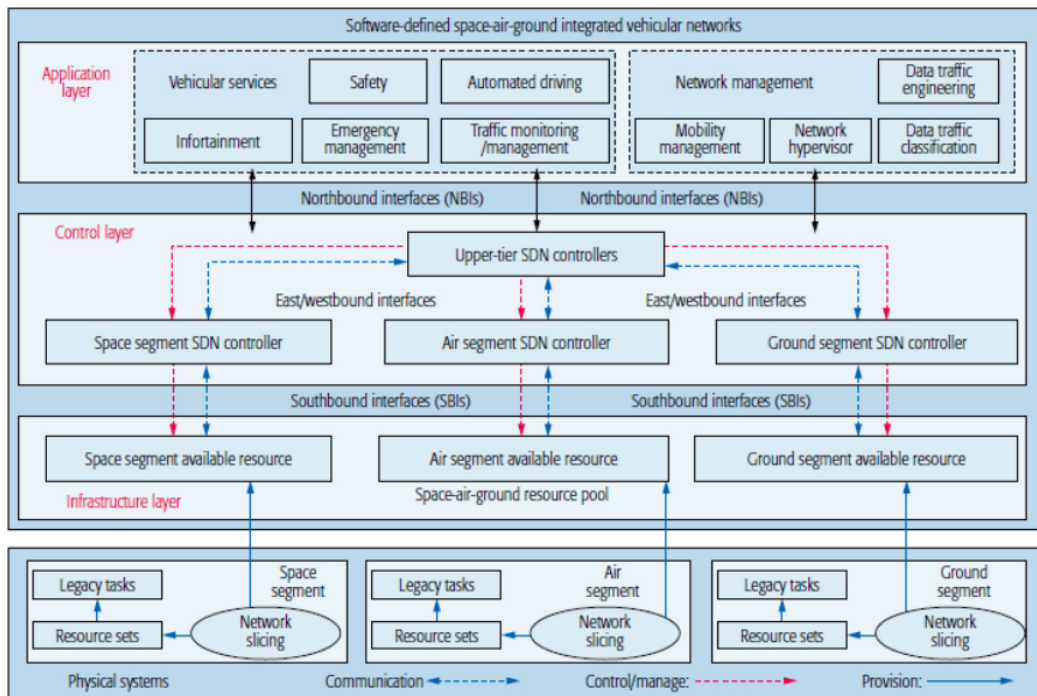 Software-defined space-air-ground integrated vehicular networks
Application
layer
Vehicular services
Safety
Automated driving
Infortainment
Emergency
management
Traffic monitoring
/management
Network management
Data traffic
engineering
Mobility
management
Network
hypervisor
Data traffic
classification
Northbound interfaces (NBIs)
Northbound interfaces (NBIs)
Control layer
Upper-tier SDN controllers
East/westbound interfaces
East/westbound interfaces
Space segment SDN controller
Air segment SDN controller
Ground segment SDN controller
Southbound interfaces (SBIs)
Southbound interfaces (SBIs)
Space segment available resource
Air segment available resource
Ground segment available resource
Infrastructure layer
Space-air-ground resource pool
Legacy tasks
Space
segment
Resource sets
Network
slicing
Legacy tasks
Air
segment
Resource sets
Network
slicing
Legacy tasks
Ground
segment
Resource sets
Network
slicing
Physical systems
Communication
Control/manage:
Provision: